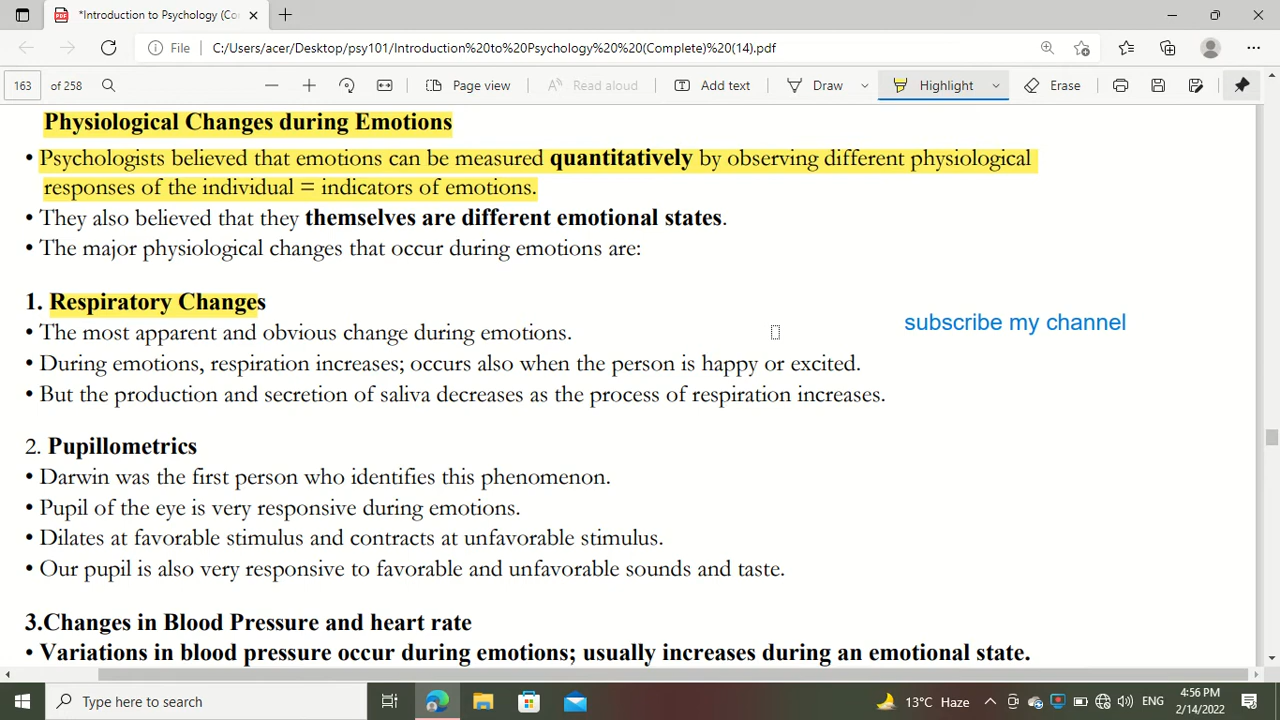 *Introduction to Psychology (Co
File
C:/Users/acer/Desktop/psy101/Introduction%20to%20Psychology%20%20(Complete)%20(14).pdf
163 of 258
Page view
Read aloud
Add text
Draw
Highlight
Erase
Physiological Changes during Emotions
• Psychologists believed that emotions can be measured quantitatively by observing different physiological
responses of the individual = indicators of emotions.
• They also believed that they themselves are different emotional states.
• The major physiological changes that occur during emotions are:
1. Respiratory Changes
• The most apparent and obvious change during emotions.
subscribe my channel
• During emotions, respiration increases; occurs also when the person is happy or excited.
• But the production and secretion of saliva decreases as the process of respiration increases.
2. Pupillometrics
• Darwin was the first person who identifies this phenomenon.
• Pupil of the eye is very responsive during emotions.
• Dilates at favorable stimulus and contracts at unfavorable stimulus.
• Our pupil is also very responsive to favorable and unfavorable sounds and taste.
3.Changes in Blood Pressure and heart rate
• Variations in blood pressure occur during emotions; usually increases during an emotional state.
Type here to search
13°C Haze
ENG
4:56 PM
2/14/2022